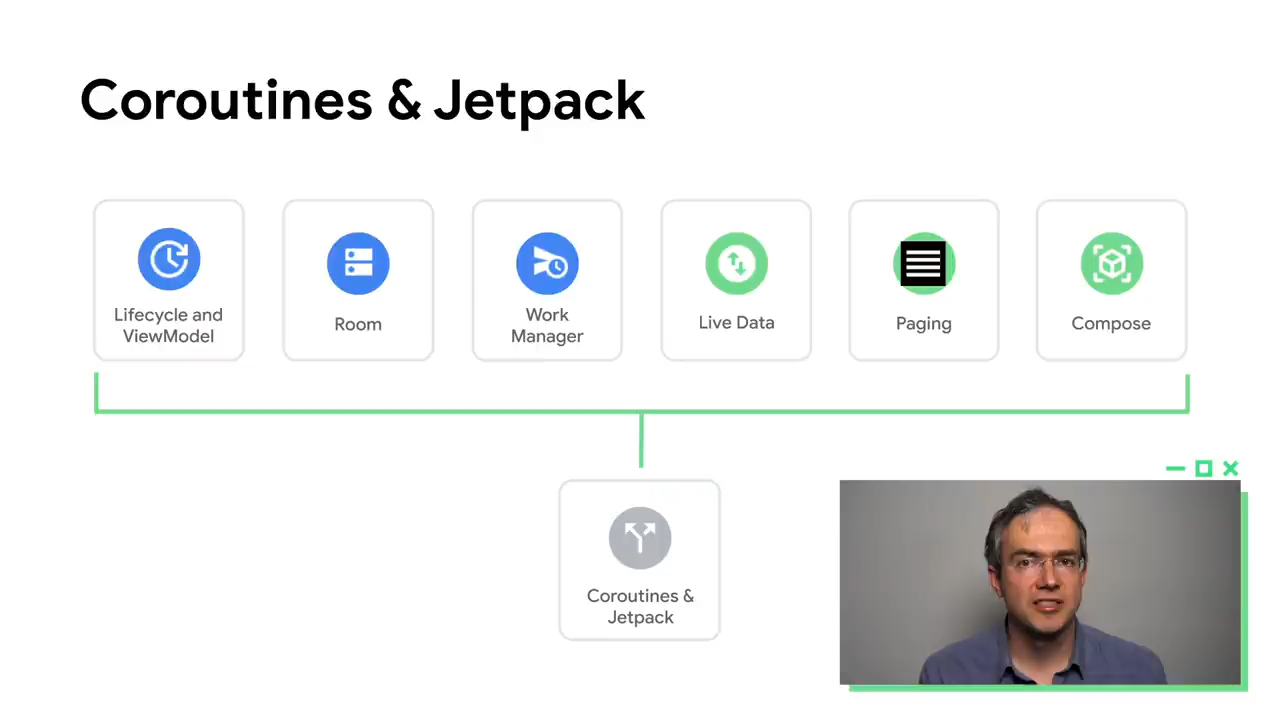 Coroutines & Jetpack
Lifecycle and
ViewModel
Room
Work
Manager
Live Data
Paging
Compose
Coroutines &
Jetpack